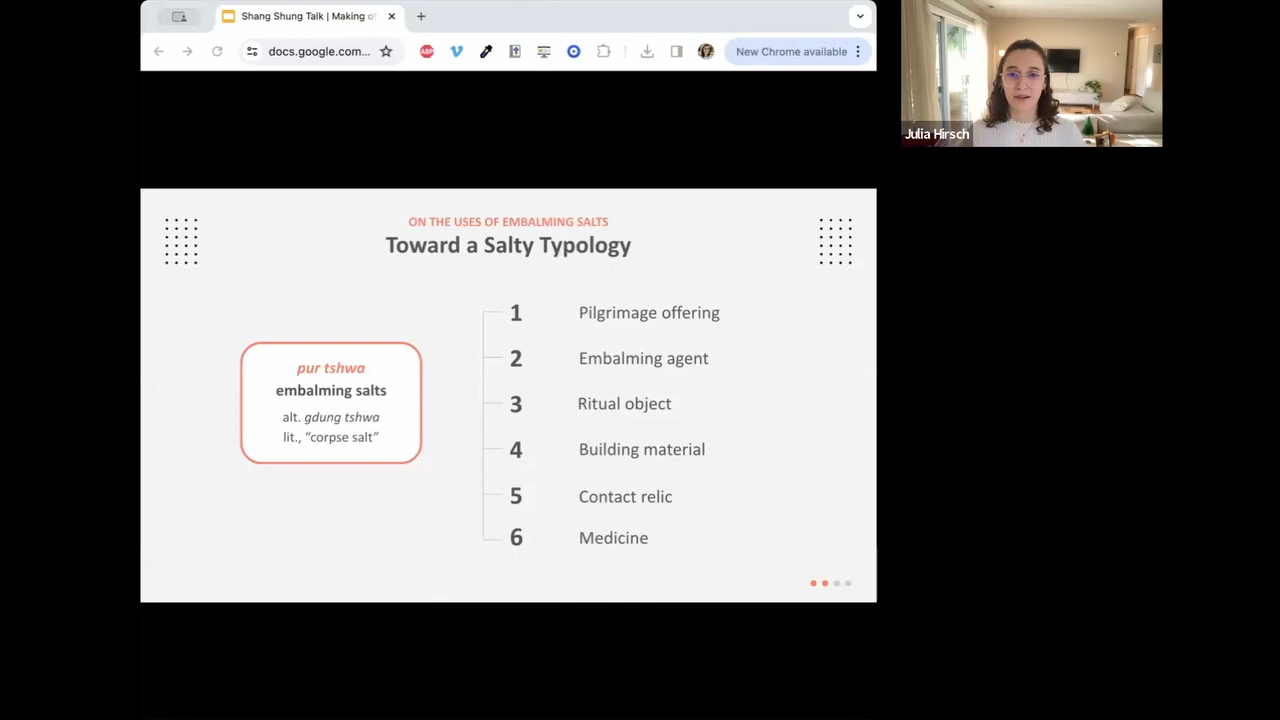 Shang Shung Talk | Making of
docs.google.com...
ABP
New Chrome available
Julia Hirsch
ON THE USES OF EMBALMING SALTS
Toward a Salty Typology
pur tshwa
embalming salts
alt. gdung tshwa
lit., “corpse salt”
1 Pilgrimage offering
2 Embalming agent
3 Ritual object
4 Building material
5 Contact relic
6 Medicine